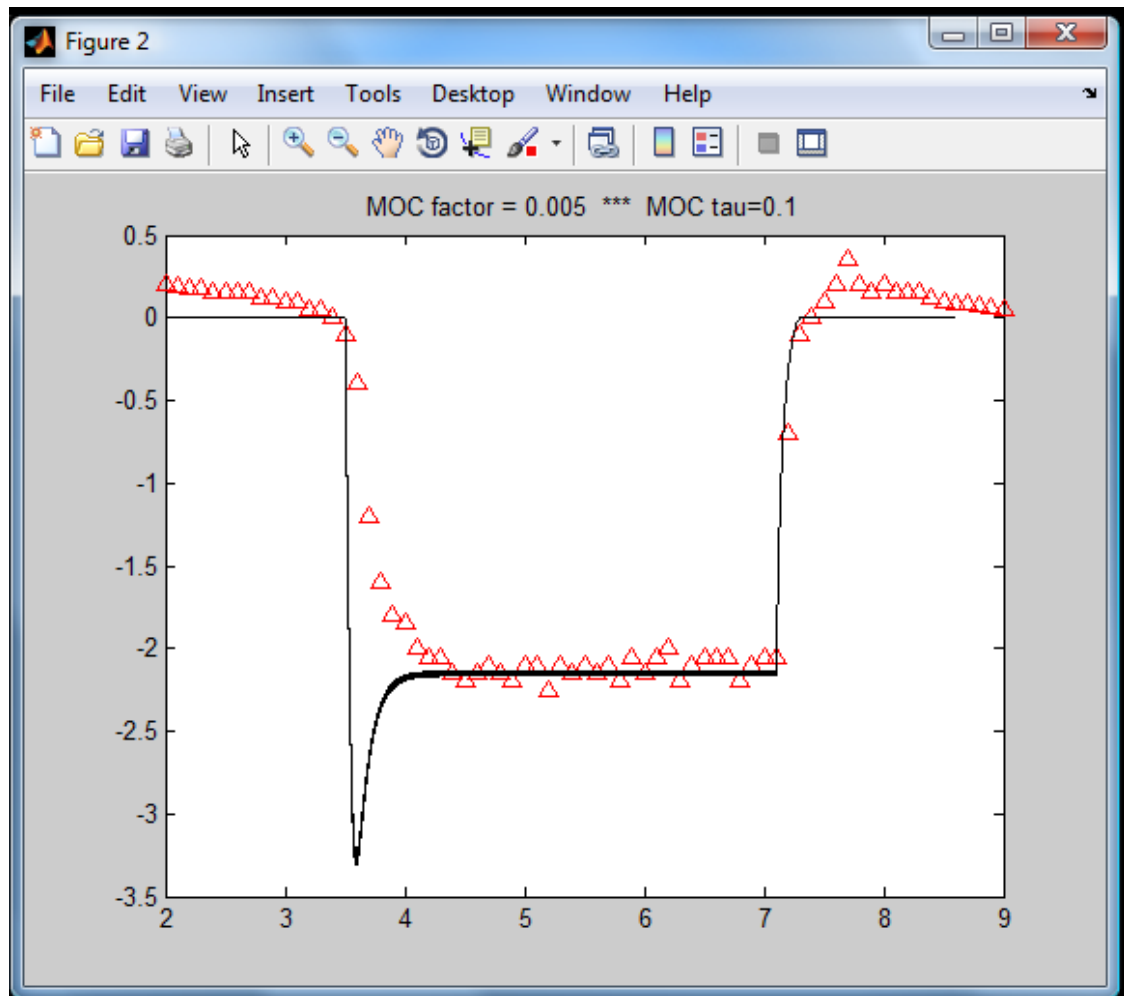 Figure 2
File Edit View Insert Tools Desktop Window Help
MOC factor = 0.005 *** MOC tau=0.1
0.5
0
-0.5
-1
-1.5
-2
-2.5
-3
-3.5
2 3 4 5 6 7 8 9